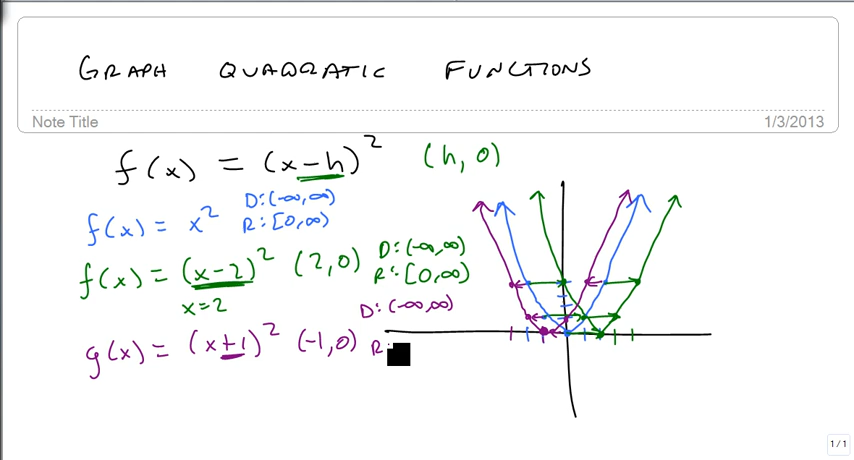 GRAPH QUADRATIC FUNCTIONS
Note Title
1/3/2013
f(x) = (x-h)² (h, 0)
f(x) = x² D: (-∞, ∞)
R: [0, ∞)
f(x) = (x-2)² (2, 0) D: (-∞, ∞)
R: [0, ∞)
x=2
D: (-∞, ∞)
g(x) = (x+1)² (-1, 0) R:
1 / 1